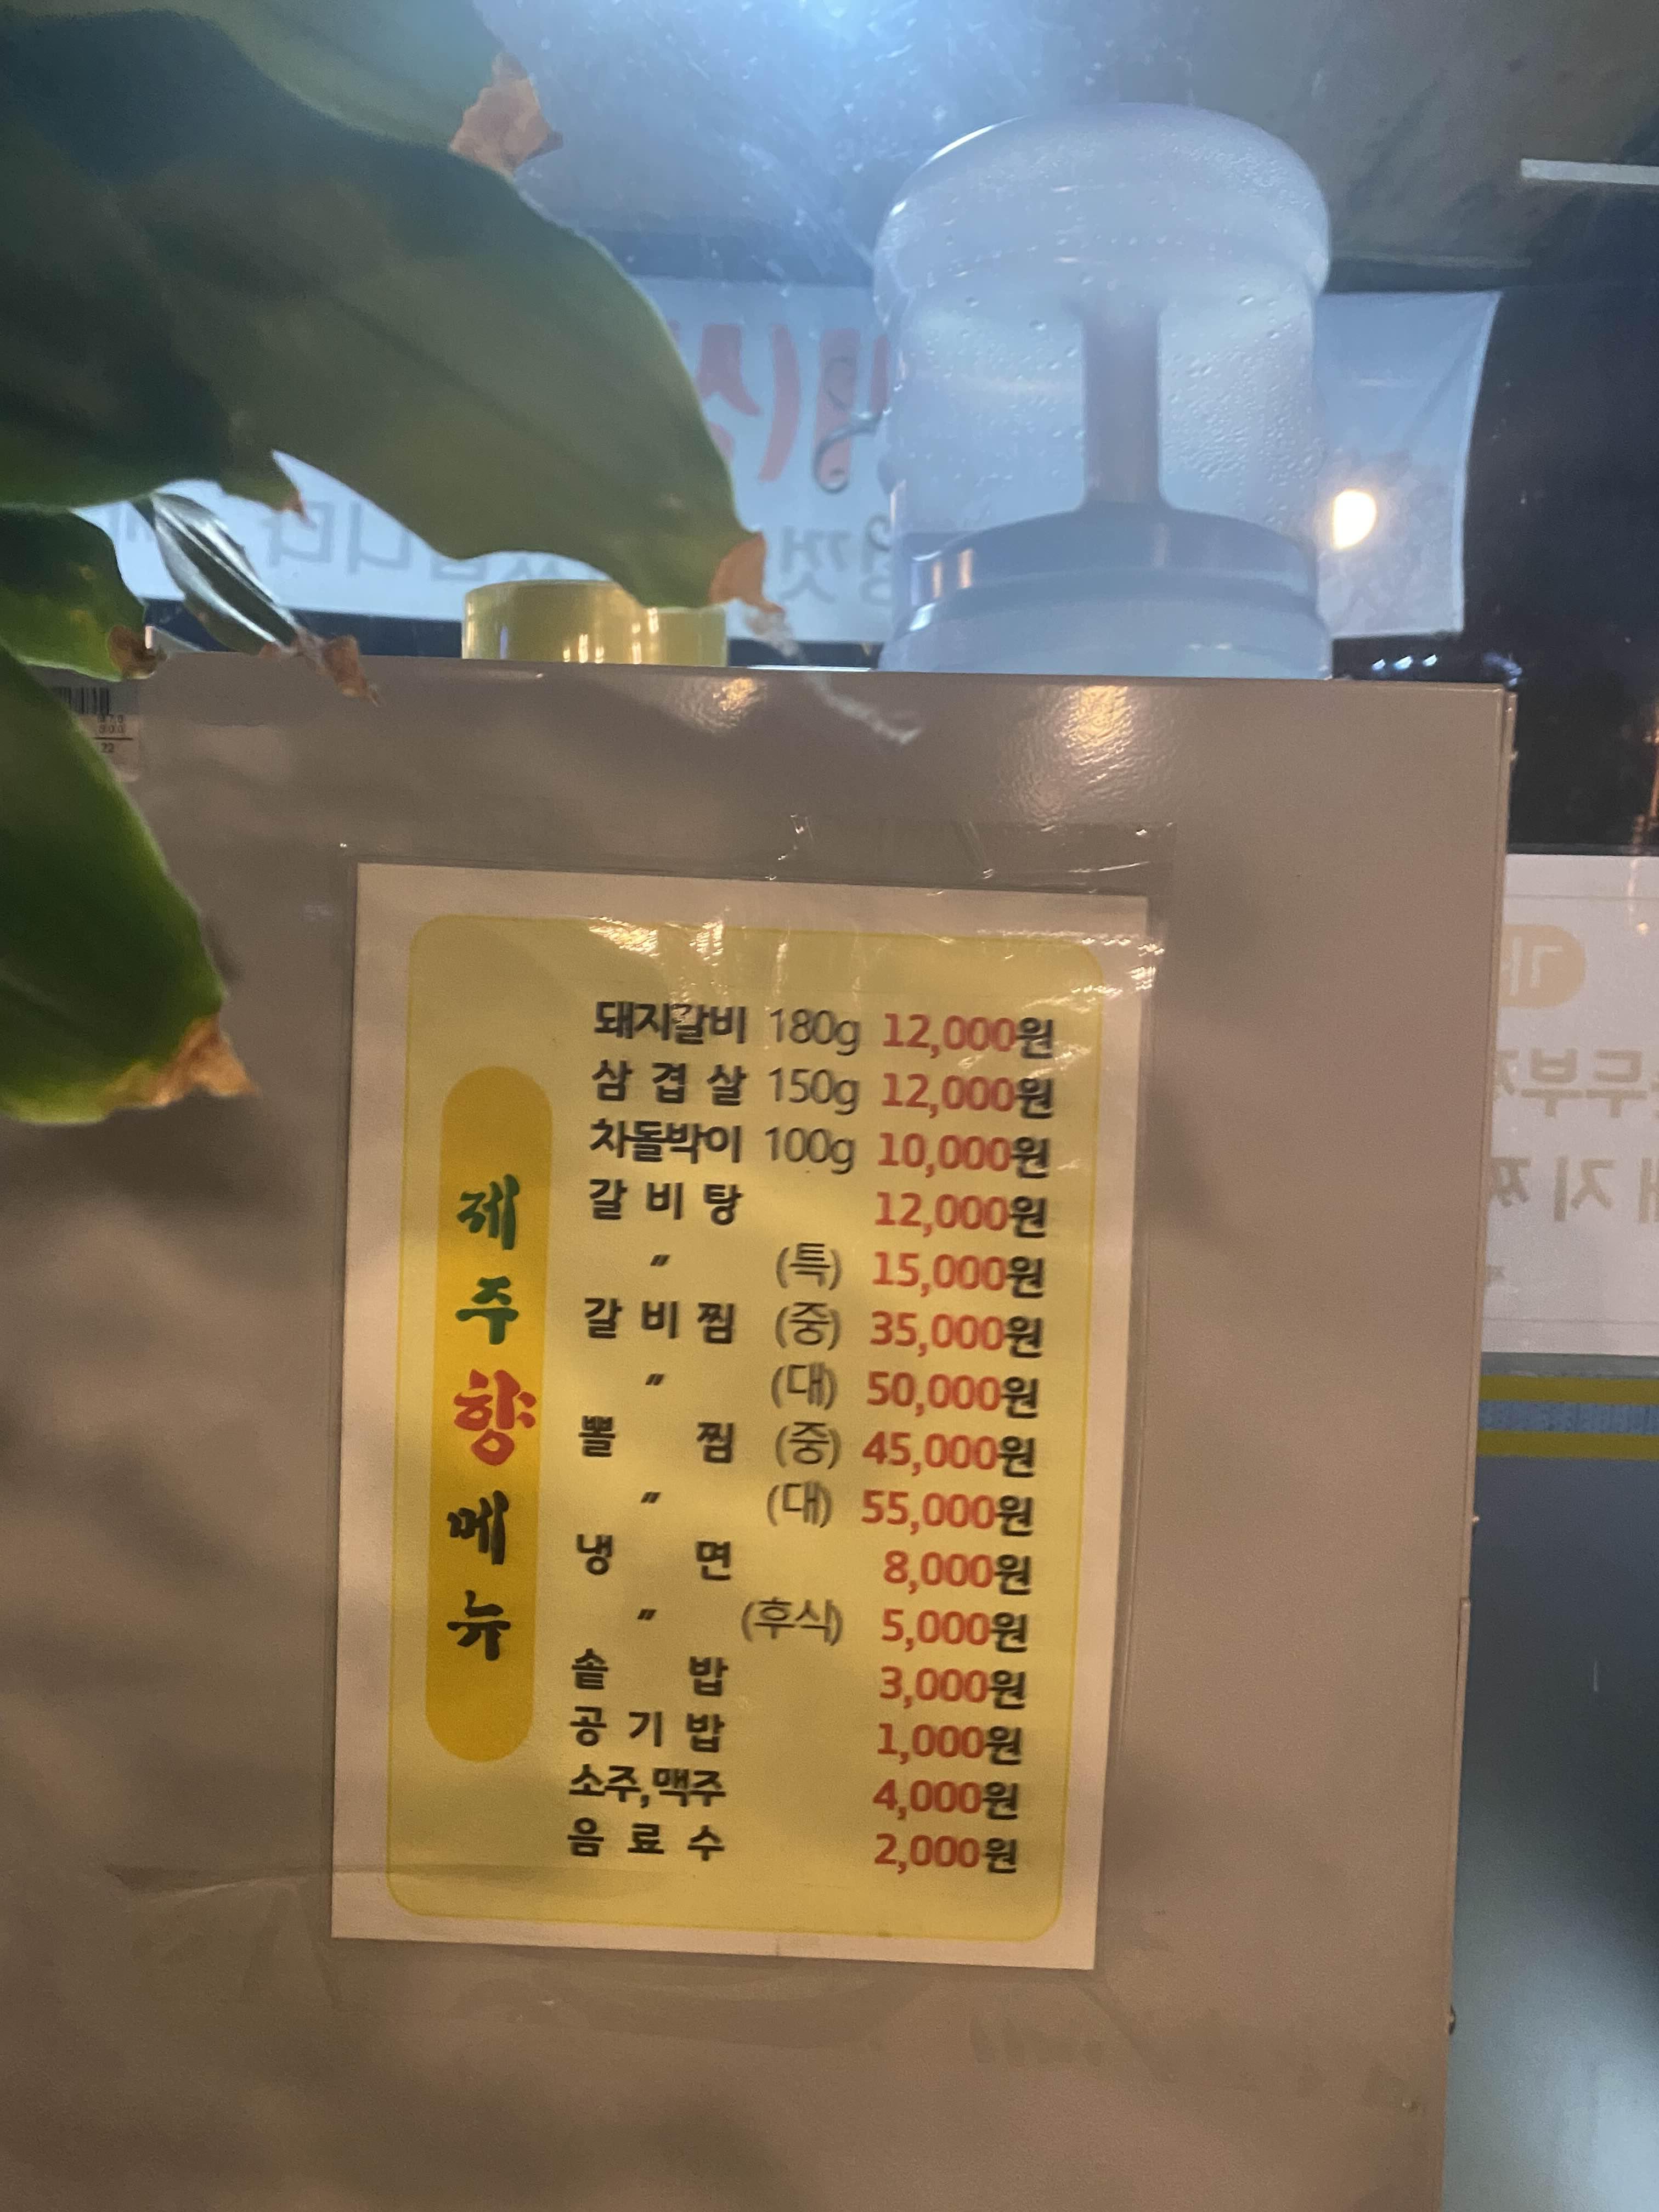 제주향메뉴
돼지갈비 180g 12,000원
삼겹살 150g 12,000원
차돌박이 100g 10,000원
갈비탕 12,000원
〃 (특) 15,000원
갈비찜 (중) 35,000원
〃 (대) 50,000원
뽈찜 (중) 45,000원
〃 (대) 55,000원
냉면 8,000원
〃 (후식) 5,000원
솥밥 3,000원
공기밥 1,000원
소주,맥주 4,000원
음료수 2,000원